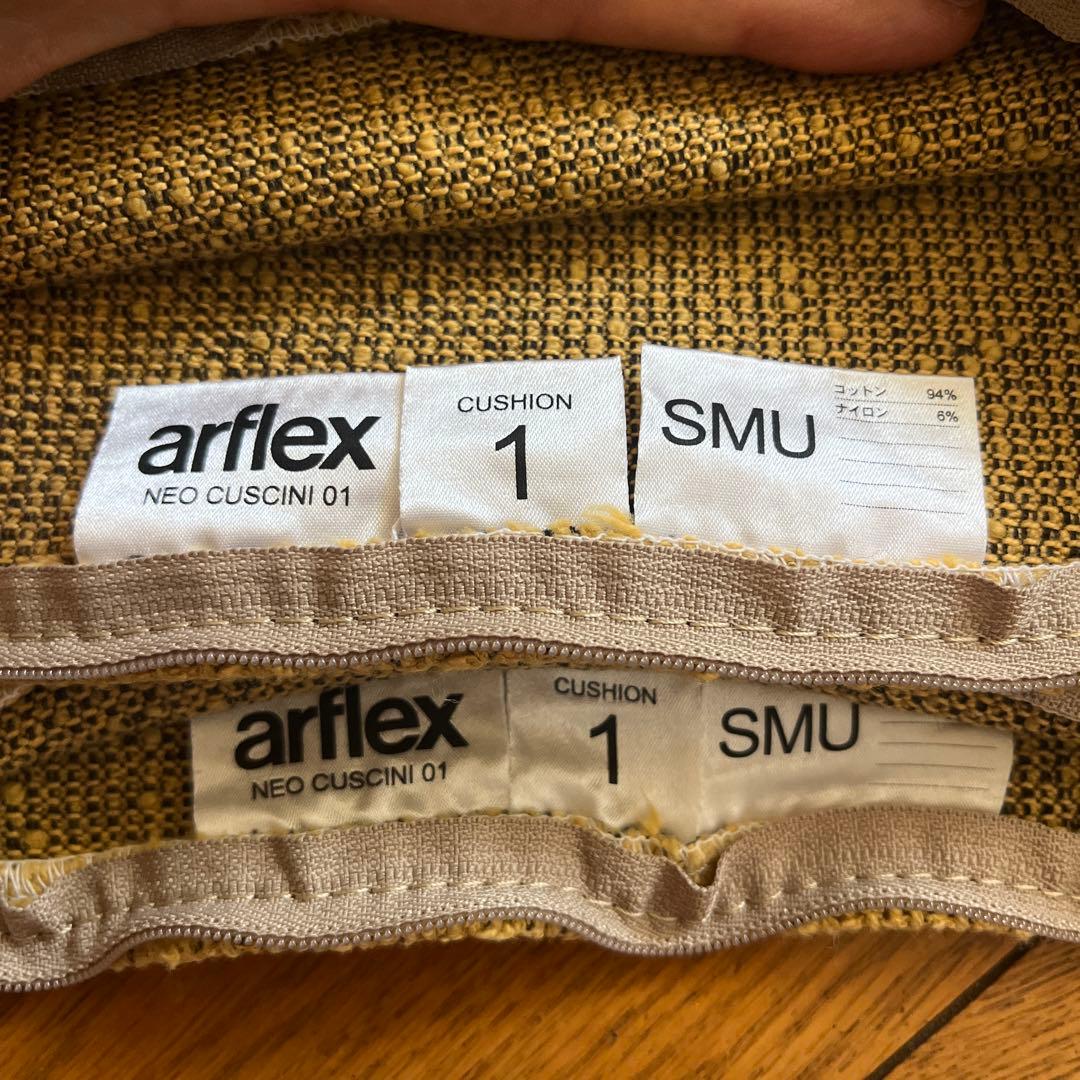 arflex
NEO CUSCINI 01
CUSHION
1
SMU
コットン 94%
ナイロン 6%
arflex
NEO CUSCINI 01
CUSHION
1
SMU